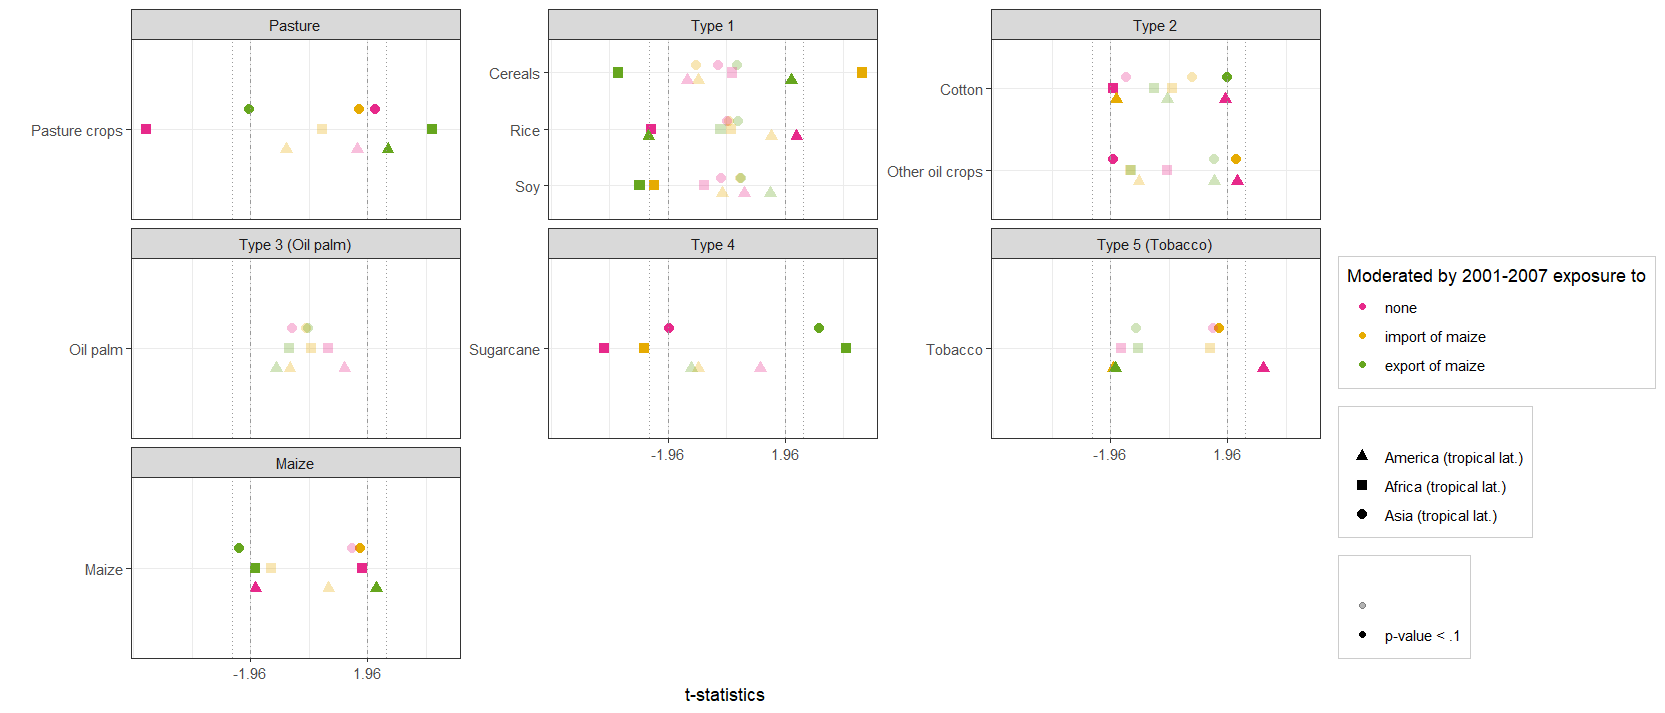 Pasture
Type 1
Type 2
Pasture crops
Cereals
Rice
Soy
Cotton
Other oil crops
Type 3 (Oil palm)
Type 4
Type 5 (Tobacco)
Oil palm
Sugarcane
Tobacco
-1.96
1.96
-1.96
1.96
Maize
Maize
-1.96
1.96
t-statistics
Moderated by 2001-2007 exposure to
none
import of maize
export of maize
America (tropical lat.)
Africa (tropical lat.)
Asia (tropical lat.)
p-value < .1